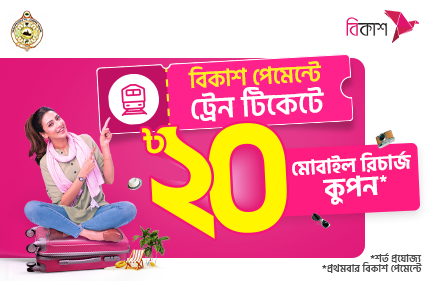 বিকাশ
বিকাশ পেমেন্টে
ট্রেন টিকেটে
৳২০
মোবাইল রিচার্জ
কুপন*
*শর্ত প্রযোজ্য
*প্রথমবার বিকাশ পেমেন্টে